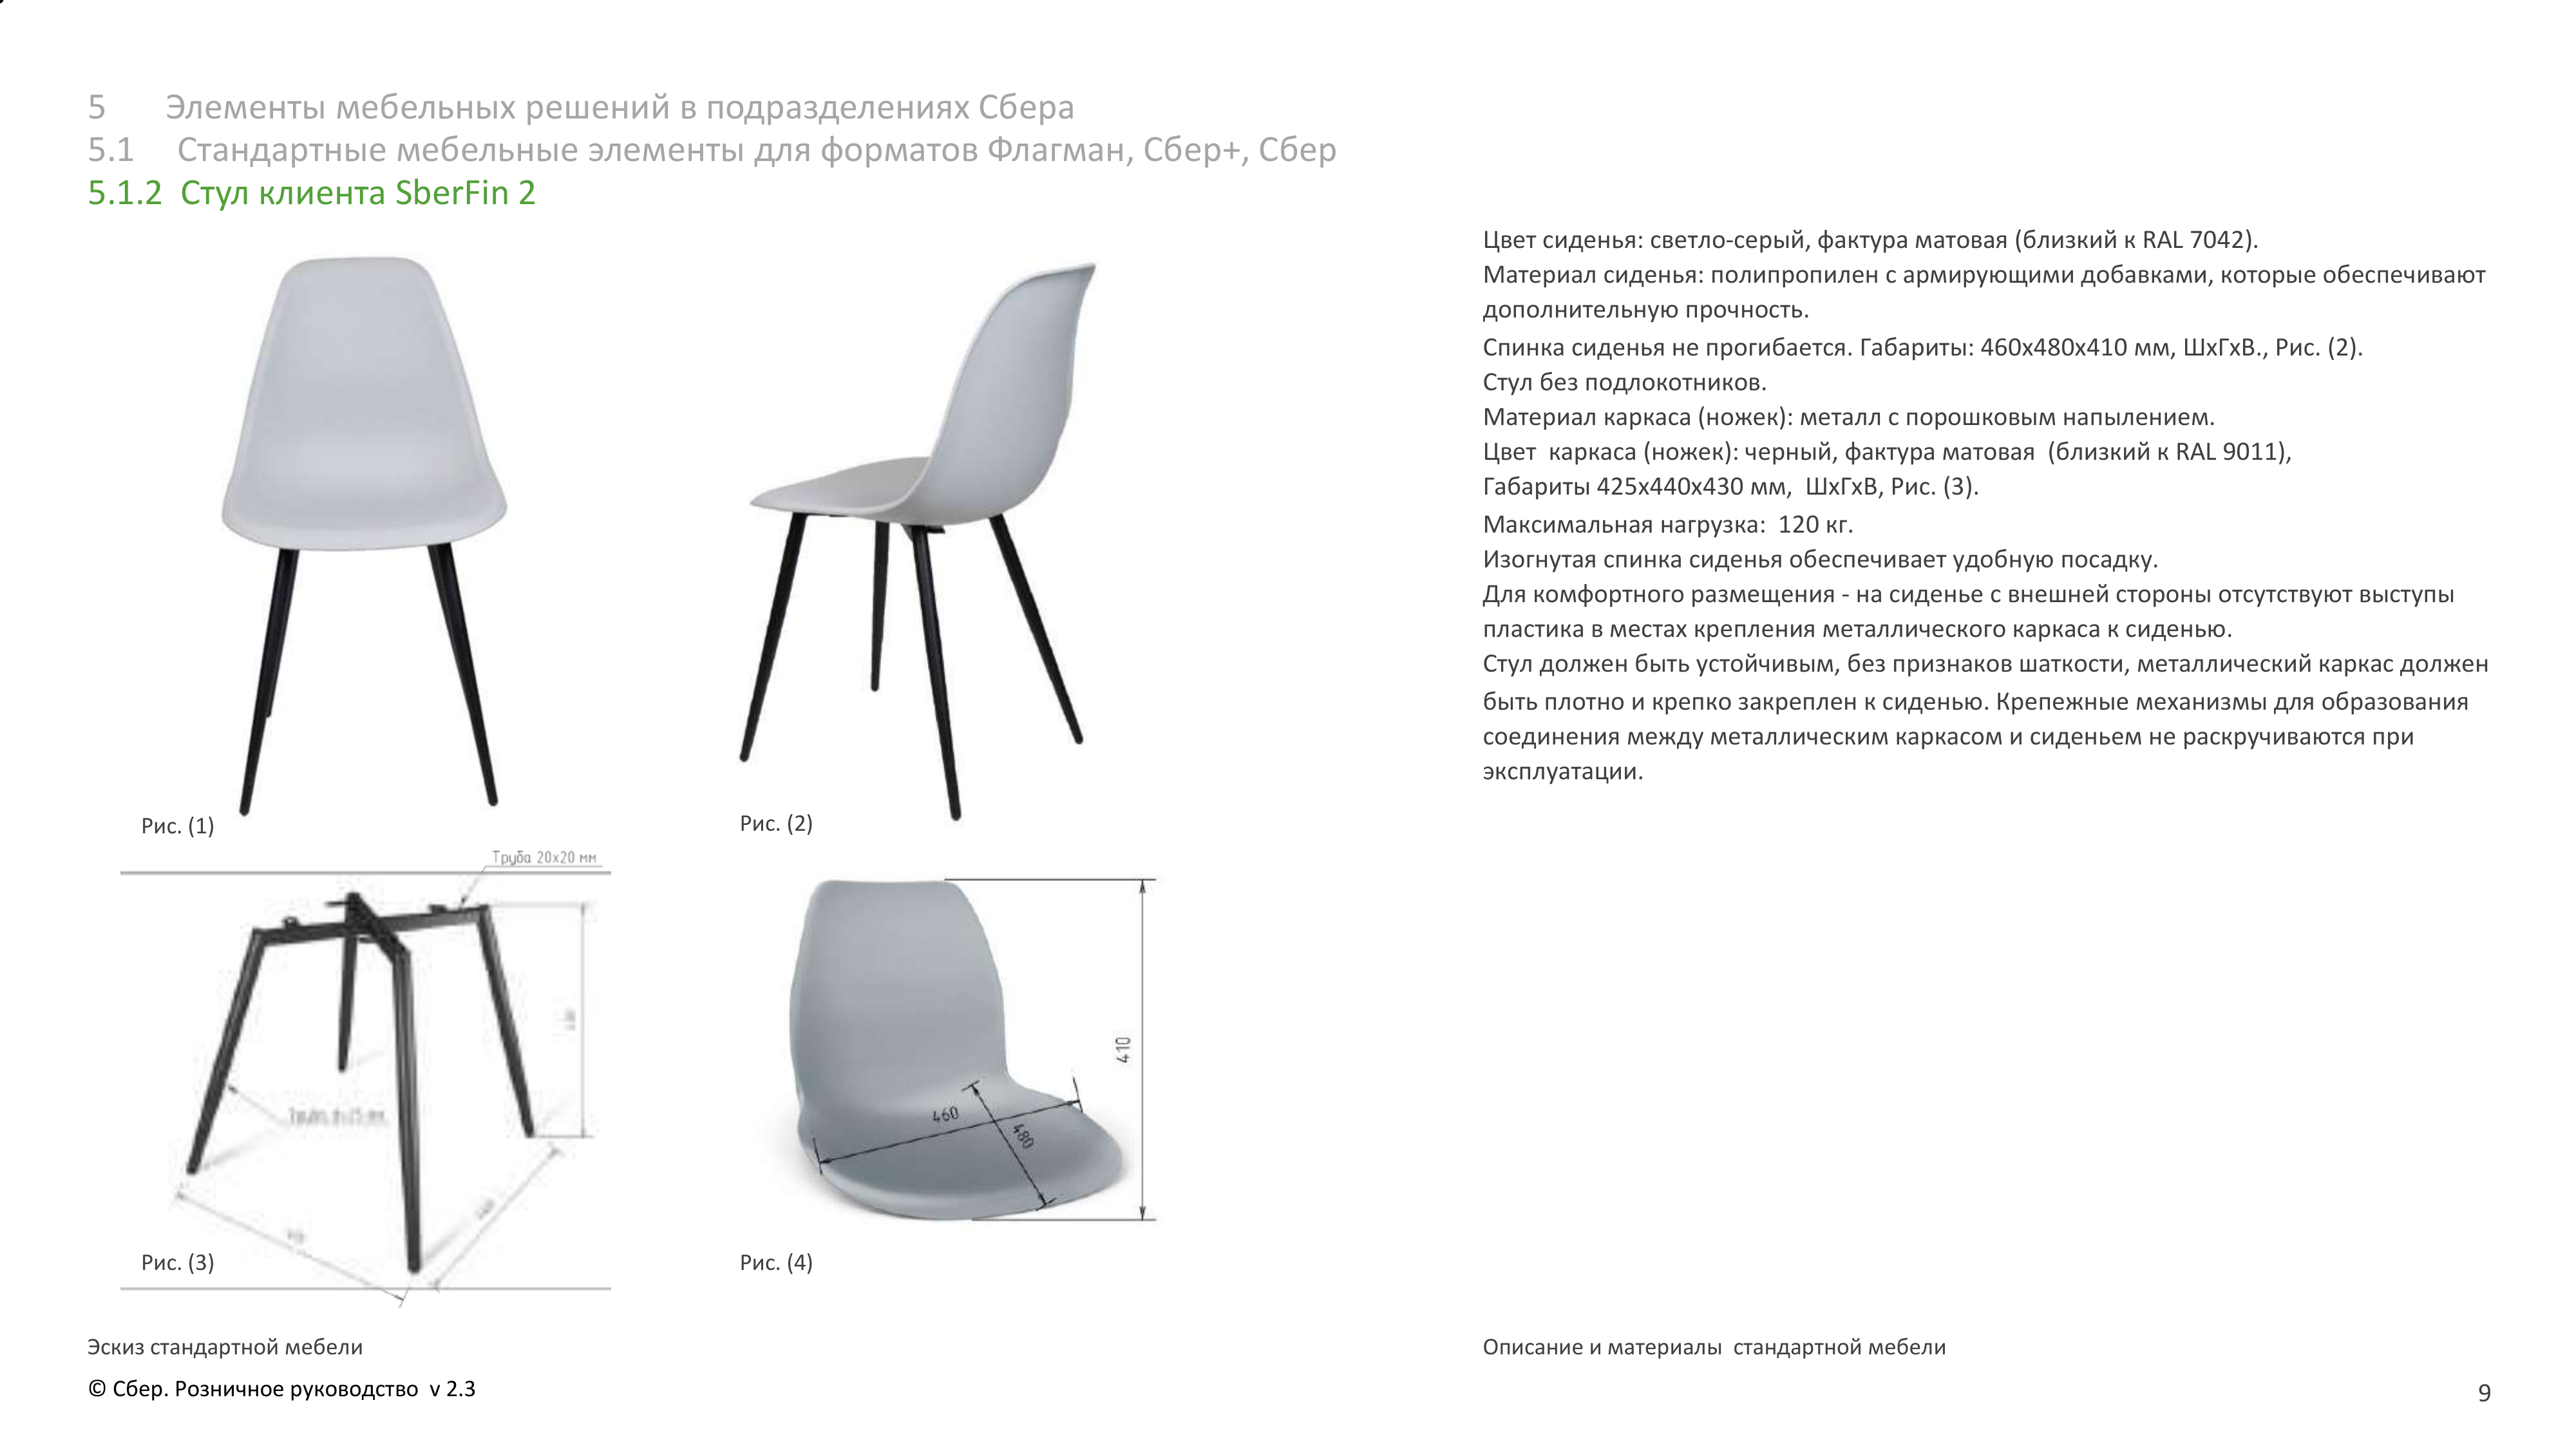 5 Элементы мебельных решений в подразделениях Сбера
5.1 Стандартные мебельные элементы для форматов Флагман, Сбер+, Сбер
5.1.2 Стул клиента SberFin 2
Цвет сиденья: светло-серый, фактура матовая (близкий к RAL 7042).
Материал сиденья: полипропилен с армирующими добавками, которые обеспечивают
дополнительную прочность.
Спинка сиденья не прогибается. Габариты: 460х480х410 мм, ШхГхВ., Рис. (2).
Стул без подлокотников.
Материал каркаса (ножек): металл с порошковым напылением.
Цвет каркаса (ножек): черный, фактура матовая (близкий к RAL 9011),
Габариты 425х440х430 мм, ШхГхВ, Рис. (3).
Максимальная нагрузка: 120 кг.
Изогнутая спинка сиденья обеспечивает удобную посадку.
Для комфортного размещения - на сиденье с внешней стороны отсутствуют выступы
пластика в местах крепления металлического каркаса к сиденью.
Стул должен быть устойчивым, без признаков шаткости, металлический каркас должен
быть плотно и крепко закреплен к сиденью. Крепежные механизмы для образования
соединения между металлическим каркасом и сиденьем не раскручиваются при
эксплуатации.
Рис. (1)
Рис. (2)
Труба 20х20 мм
410
460
480
Рис. (3)
Рис. (4)
Эскиз стандартной мебели
Описание и материалы стандартной мебели
© Сбер. Розничное руководство v 2.3
9